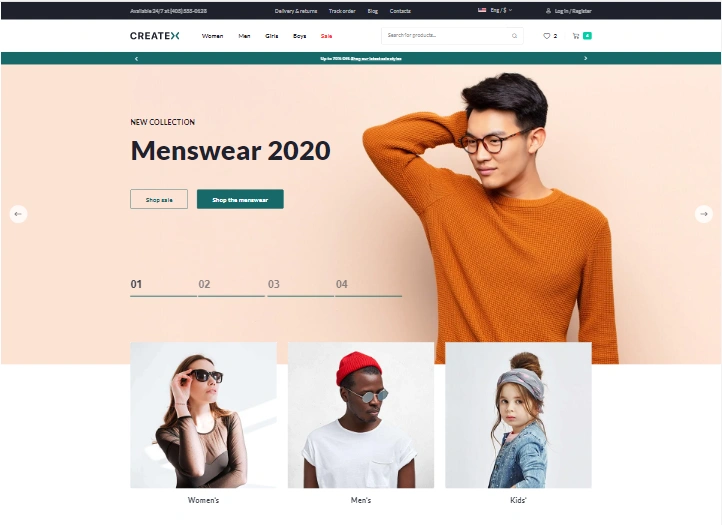 Available 24/7 at (405) 555-0128
Delivery & returns
Track order
Blog
Contacts
Eng / $
Log in / Register
CREATEX
Women
Men
Girls
Boys
Sale
Search for products...
2
Up to 70% Off. Shop our latest sale styles
NEW COLLECTION
Menswear 2020
Shop sale
Shop the menswear
01
02
03
04
Women's
Men's
Kids'